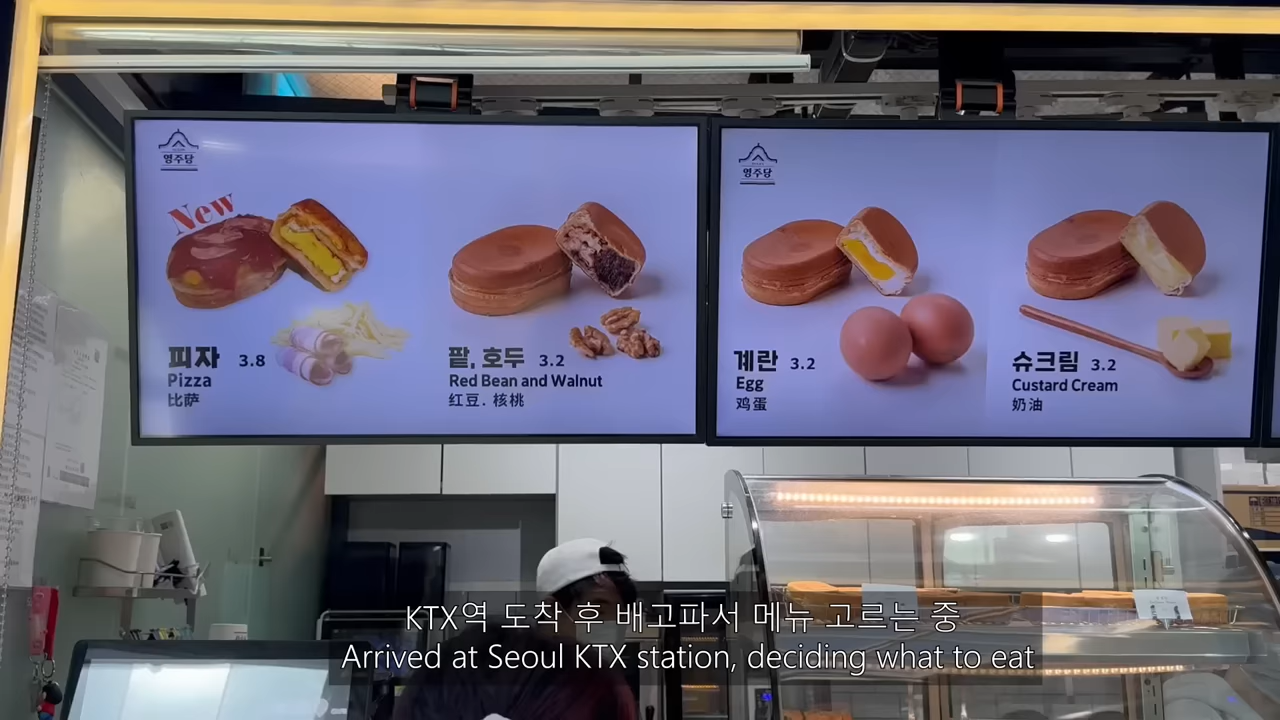 영주당
New
피자 3.8
Pizza
比萨
팥, 호두 3.2
Red Bean and Walnut
红豆. 核桃
영주당
계란 3.2
Egg
鸡蛋
슈크림 3.2
Custard Cream
奶油
KTX역 도착 후 배고파서 메뉴 고르는 중
Arrived at Seoul KTX station, deciding what to eat